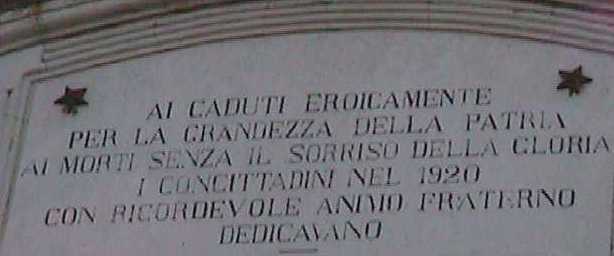 AI CADUTI EROICAMENTE
PER LA GRANDEZZA DELLA PATRIA
AI MORTI SENZA IL SORRISO DELLA GLORIA
I CONCITTADINI NEL 1920
CON RICORDEVOLE ANIMO FRATERNO
DEDICAVANO